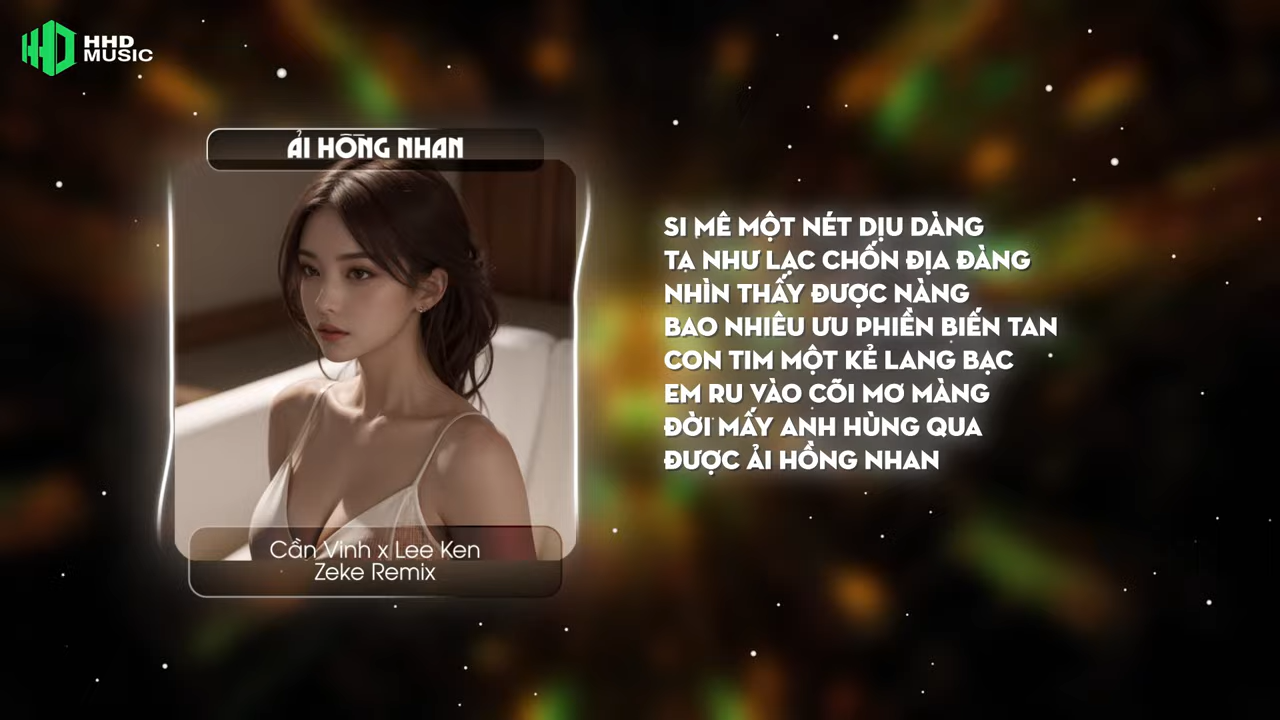 HHD
MUSIC
ẢI HỒNG NHAN
SI MÊ MỘT NÉT DỊU DÀNG
TẠ NHƯ LẠC CHỐN ĐỊA ĐÀNG
NHÌN THẤY ĐƯỢC NÀNG
BAO NHIÊU ƯU PHIỀN BIẾN TAN
CON TIM MỘT KẺ LANG BẠC
EM RU VÀO CÕI MƠ MÀNG
ĐỜI MẤY ANH HÙNG QUA
ĐƯỢC ẢI HỒNG NHAN
Cần Vinh x Lee Ken
Zeke Remix